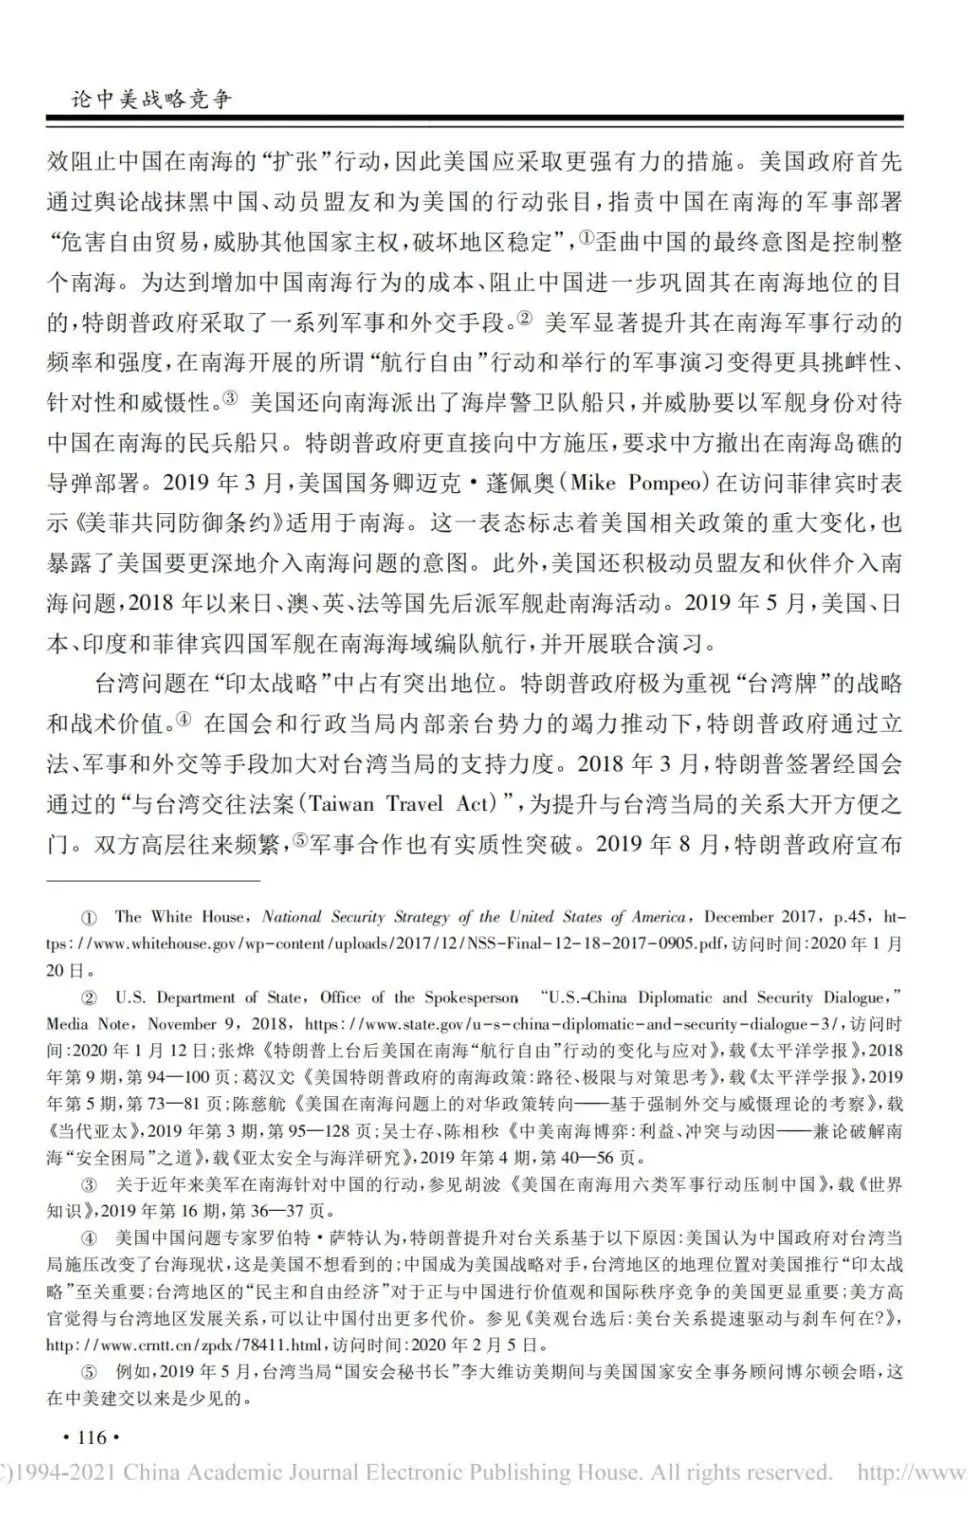 论中美战略竞争
效阻止中国在南海的“扩张”行动,因此美国应采取更强有力的措施。美国政府首先
通过舆论战抹黑中国、动员盟友和为美国的行动张目,指责中国在南海的军事部署
“危害自由贸易,威胁其他国家主权,破坏地区稳定”,①歪曲中国的最终意图是控制整
个南海。为达到增加中国南海行为的成本、阻止中国进一步巩固其在南海地位的目
的,特朗普政府采取了一系列军事和外交手段。② 美军显著提升其在南海军事行动的
频率和强度,在南海开展的所谓“航行自由”行动和举行的军事演习变得更具挑衅性、
针对性和威慑性。③ 美国还向南海派出了海岸警卫队船只,并威胁要以军舰身份对待
中国在南海的民兵船只。特朗普政府更直接向中方施压,要求中方撤出在南海岛礁的
导弹部署。2019 年 3 月,美国国务卿迈克·蓬佩奥(Mike Pompeo)在访问菲律宾时表
示《美菲共同防御条约》适用于南海。这一表态标志着美国相关政策的重大变化,也
暴露了美国要更深地介入南海问题的意图。此外,美国还积极动员盟友和伙伴介入南
海问题,2018 年以来日、澳、英、法等国先后派军舰赴南海活动。2019 年 5 月,美国、日
本、印度和菲律宾四国军舰在南海海域编队航行,并开展联合演习。
台湾问题在“印太战略”中占有突出地位。特朗普政府极为重视“台湾牌”的战略
和战术价值。④ 在国会和行政当局内部亲台势力的竭力推动下,特朗普政府通过立
法、军事和外交等手段加大对台湾当局的支持力度。2018 年 3 月,特朗普签署经国会
通过的“与台湾交往法案(Taiwan Travel Act)”,为提升与台湾当局的关系大开方便之
门。双方高层往来频繁,⑤军事合作也有实质性突破。2019 年 8 月,特朗普政府宣布
① The White House, National Security Strategy of the United States of America, December 2017, p.45, ht-
tps://www.whitehouse.gov/wp-content/uploads/2017/12/NSS-Final-12-18-2017-0905.pdf,访问时间:2020 年 1 月
20 日。
② U.S. Department of State, Office of the Spokesperson “U.S.-China Diplomatic and Security Dialogue,”
Media Note, November 9, 2018, https://www.state.gov/u-s-china-diplomatic-and-security-dialogue-3/,访问时
间:2020 年 1 月 12 日;张烨:《特朗普上台后美国在南海“航行自由”行动的变化与应对》,载《太平洋学报》,2018
年第 9 期,第 94—100 页;葛汉文:《美国特朗普政府的南海政策:路径、极限与对策思考》,载《太平洋学报》,2019
年第 5 期,第 73—81 页;陈慈航:《美国在南海问题上的对华政策转向——基于强制外交与威慑理论的考察》,载
《当代亚太》,2019 年第 3 期,第 95—128 页;吴士存、陈相秒:《中美南海博弈:利益、冲突与动因——兼论破解南
海“安全困局”之道》,载《亚太安全与海洋研究》,2019 年第 4 期,第 40—56 页。
③ 关于近年来美军在南海针对中国的行动,参见胡波:《美国在南海用六类军事行动压制中国》,载《世界
知识》,2019 年第 16 期,第 36—37 页。
④ 美国中国问题专家罗伯特·萨特认为,特朗普提升对台关系基于以下原因:美国认为中国政府对台湾当
局施压改变了台海现状,这是美国不想看到的;中国成为美国战略对手,台湾地区的地理位置对美国推行“印太战
略”至关重要;台湾地区的“民主和自由经济”对于正与中国进行价值观和国际秩序竞争的美国更显重要;美方高
官觉得与台湾地区发展关系,可以让中国付出更多代价。参见《美观台选后:美台关系提速驱动与刹车何在?》,
http://www.crntt.cn/zpdx/78411.html,访问时间:2020 年 2 月 5 日。
⑤ 例如,2019 年 5 月,台湾当局“国安会秘书长”李大维访美期间与美国国家安全事务顾问博尔顿会晤,这
在中美建交以来是少见的。
·116·
C)1994-2021 China Academic Journal Electronic Publishing House. All rights reserved. http://www.